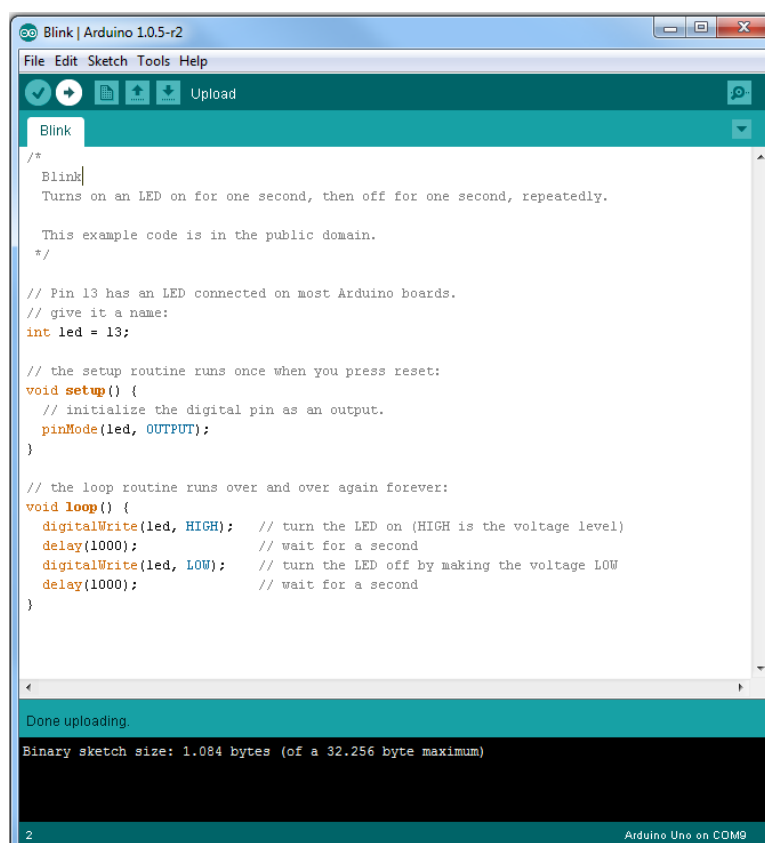 Blink | Arduino 1.0.5-r2
File Edit Sketch Tools Help
Upload
Blink
/*
  Blink
  Turns on an LED on for one second, then off for one second, repeatedly.

  This example code is in the public domain.
 */

// Pin 13 has an LED connected on most Arduino boards.
// give it a name:
int led = 13;

// the setup routine runs once when you press reset:
void setup() {
  // initialize the digital pin as an output.
  pinMode(led, OUTPUT);
}

// the loop routine runs over and over again forever:
void loop() {
  digitalWrite(led, HIGH);   // turn the LED on (HIGH is the voltage level)
  delay(1000);               // wait for a second
  digitalWrite(led, LOW);    // turn the LED off by making the voltage LOW
  delay(1000);               // wait for a second
}
Done uploading.
Binary sketch size: 1.084 bytes (of a 32.256 byte maximum)
2 Arduino Uno on COM9